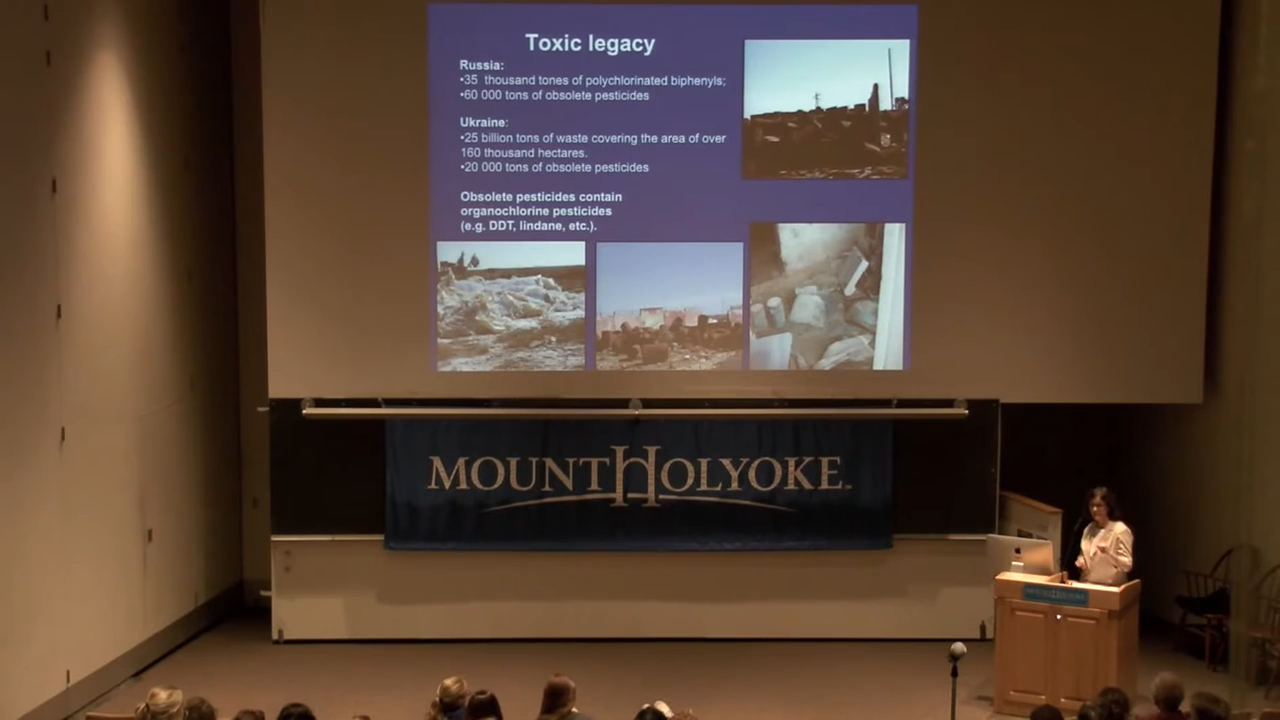 Toxic legacy
Russia:
•35 thousand tones of polychlorinated biphenyls;
•60 000 tons of obsolete pesticides
Ukraine:
•25 billion tons of waste covering the area of over
160 thousand hectares.
•20 000 tons of obsolete pesticides
Obsolete pesticides contain
organochlorine pesticides
(e.g. DDT, lindane, etc.).
MOUNT HOLYOKE
MOUNT HOLYOKE